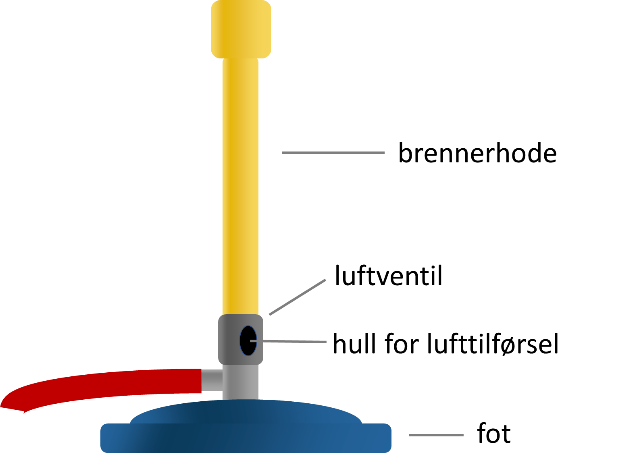 brennerhode
luftventil
hull for lufttilførsel
fot